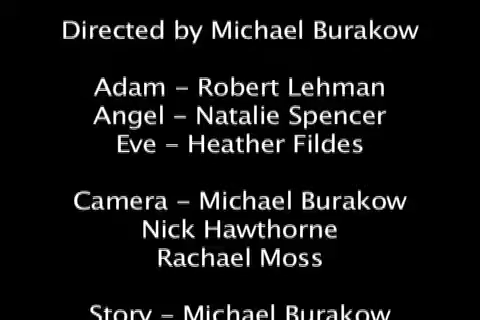 Directed by Michael Burakow
Adam – Robert Lehman
Angel – Natalie Spencer
Eve – Heather Fildes
Camera – Michael Burakow
Nick Hawthorne
Rachael Moss
Story – Michael Burakow